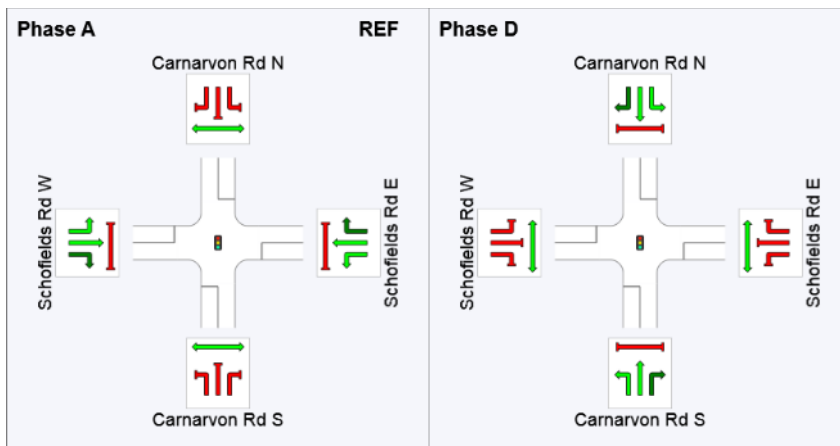 Phase A
REF
Carnarvon Rd N
Schofields Rd W
Schofields Rd E
Carnarvon Rd S
Phase D
Carnarvon Rd N
Schofields Rd W
Schofields Rd E
Carnarvon Rd S